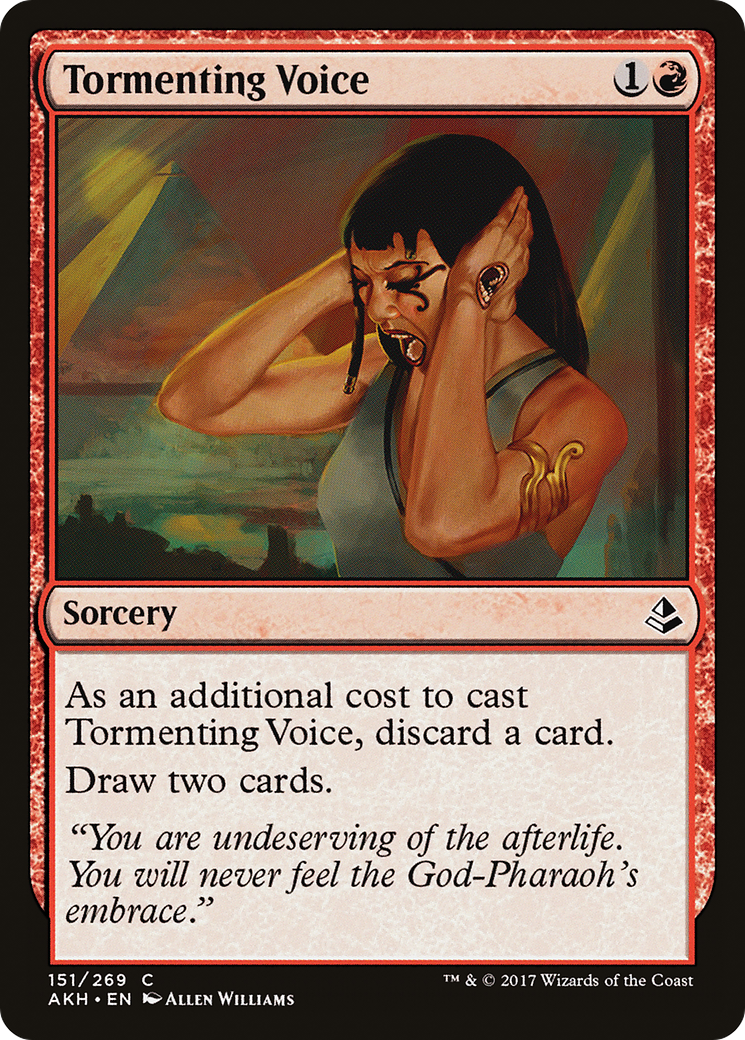 Tormenting Voice 1
Sorcery
As an additional cost to cast
Tormenting Voice, discard a card.
Draw two cards.
“You are undeserving of the afterlife.
You will never feel the God-Pharaoh’s
embrace.”
151/269 C
AKH • EN Allen Williams
™ & © 2017 Wizards of the Coast